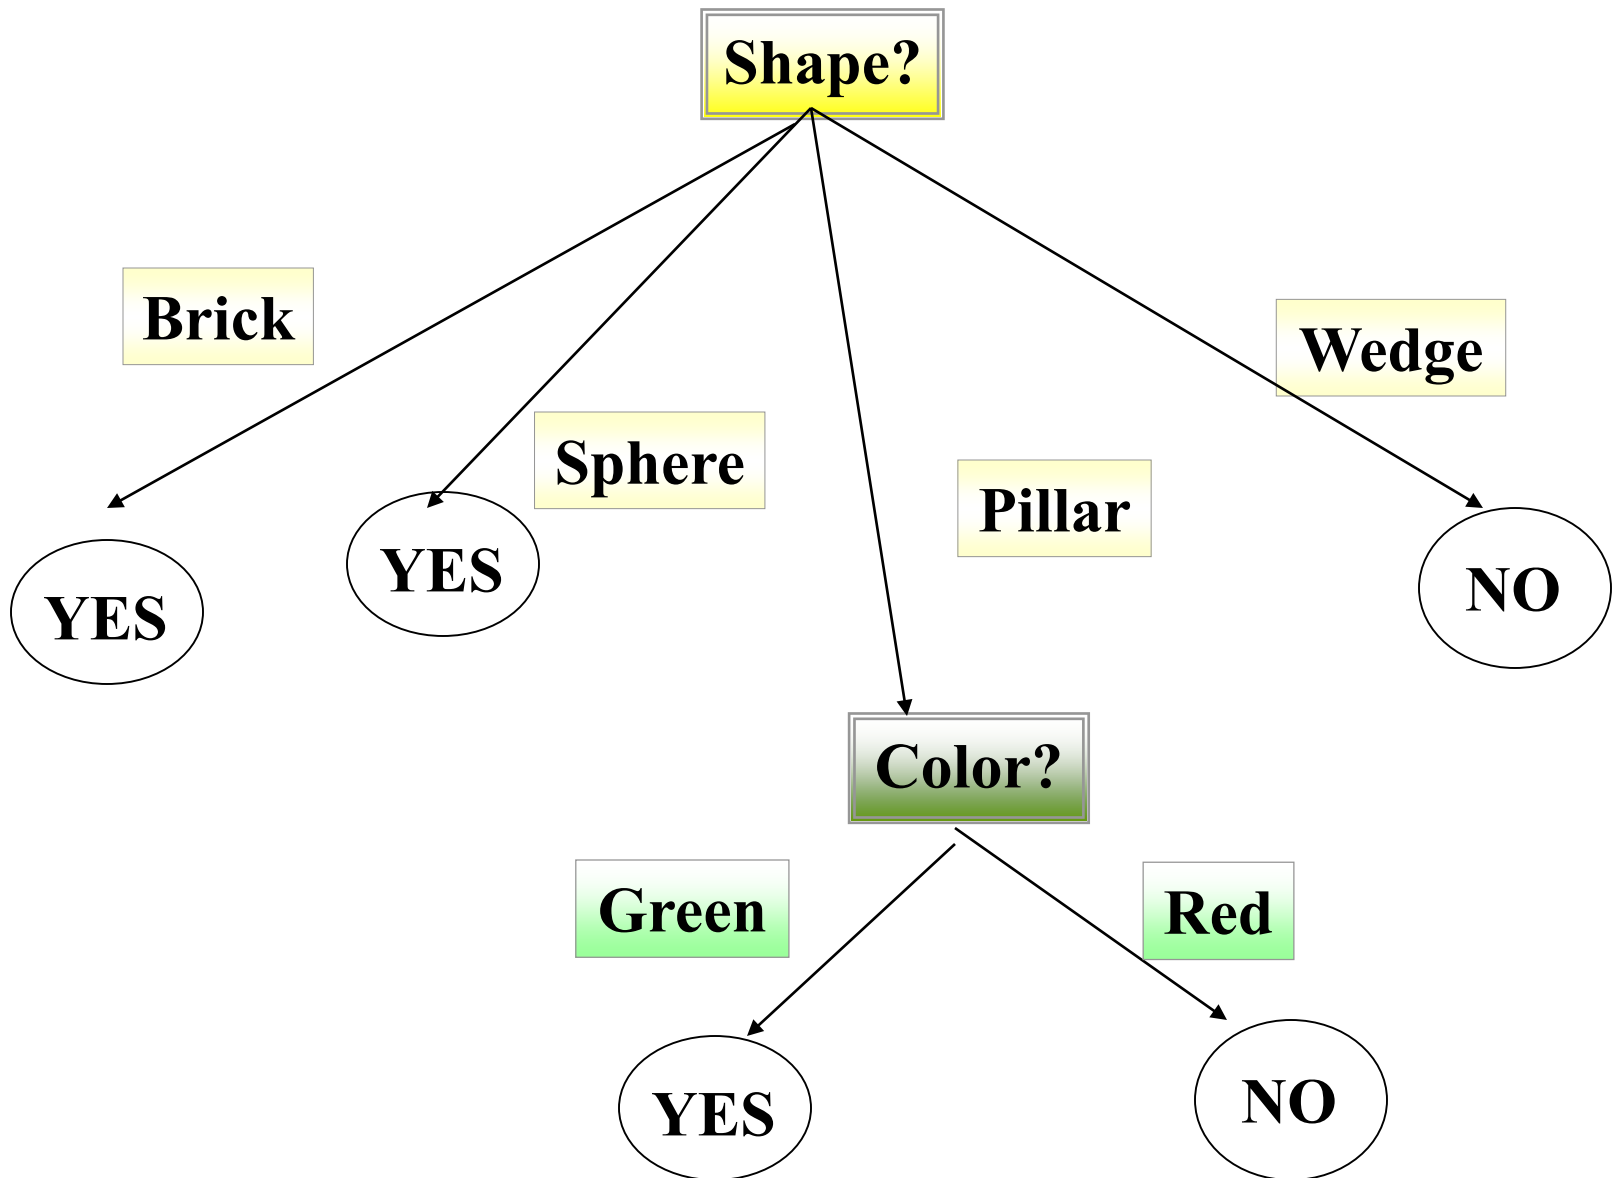 Shape?
Brick
Wedge
Sphere
Pillar
YES
YES
NO
Color?
Green
Red
YES
NO